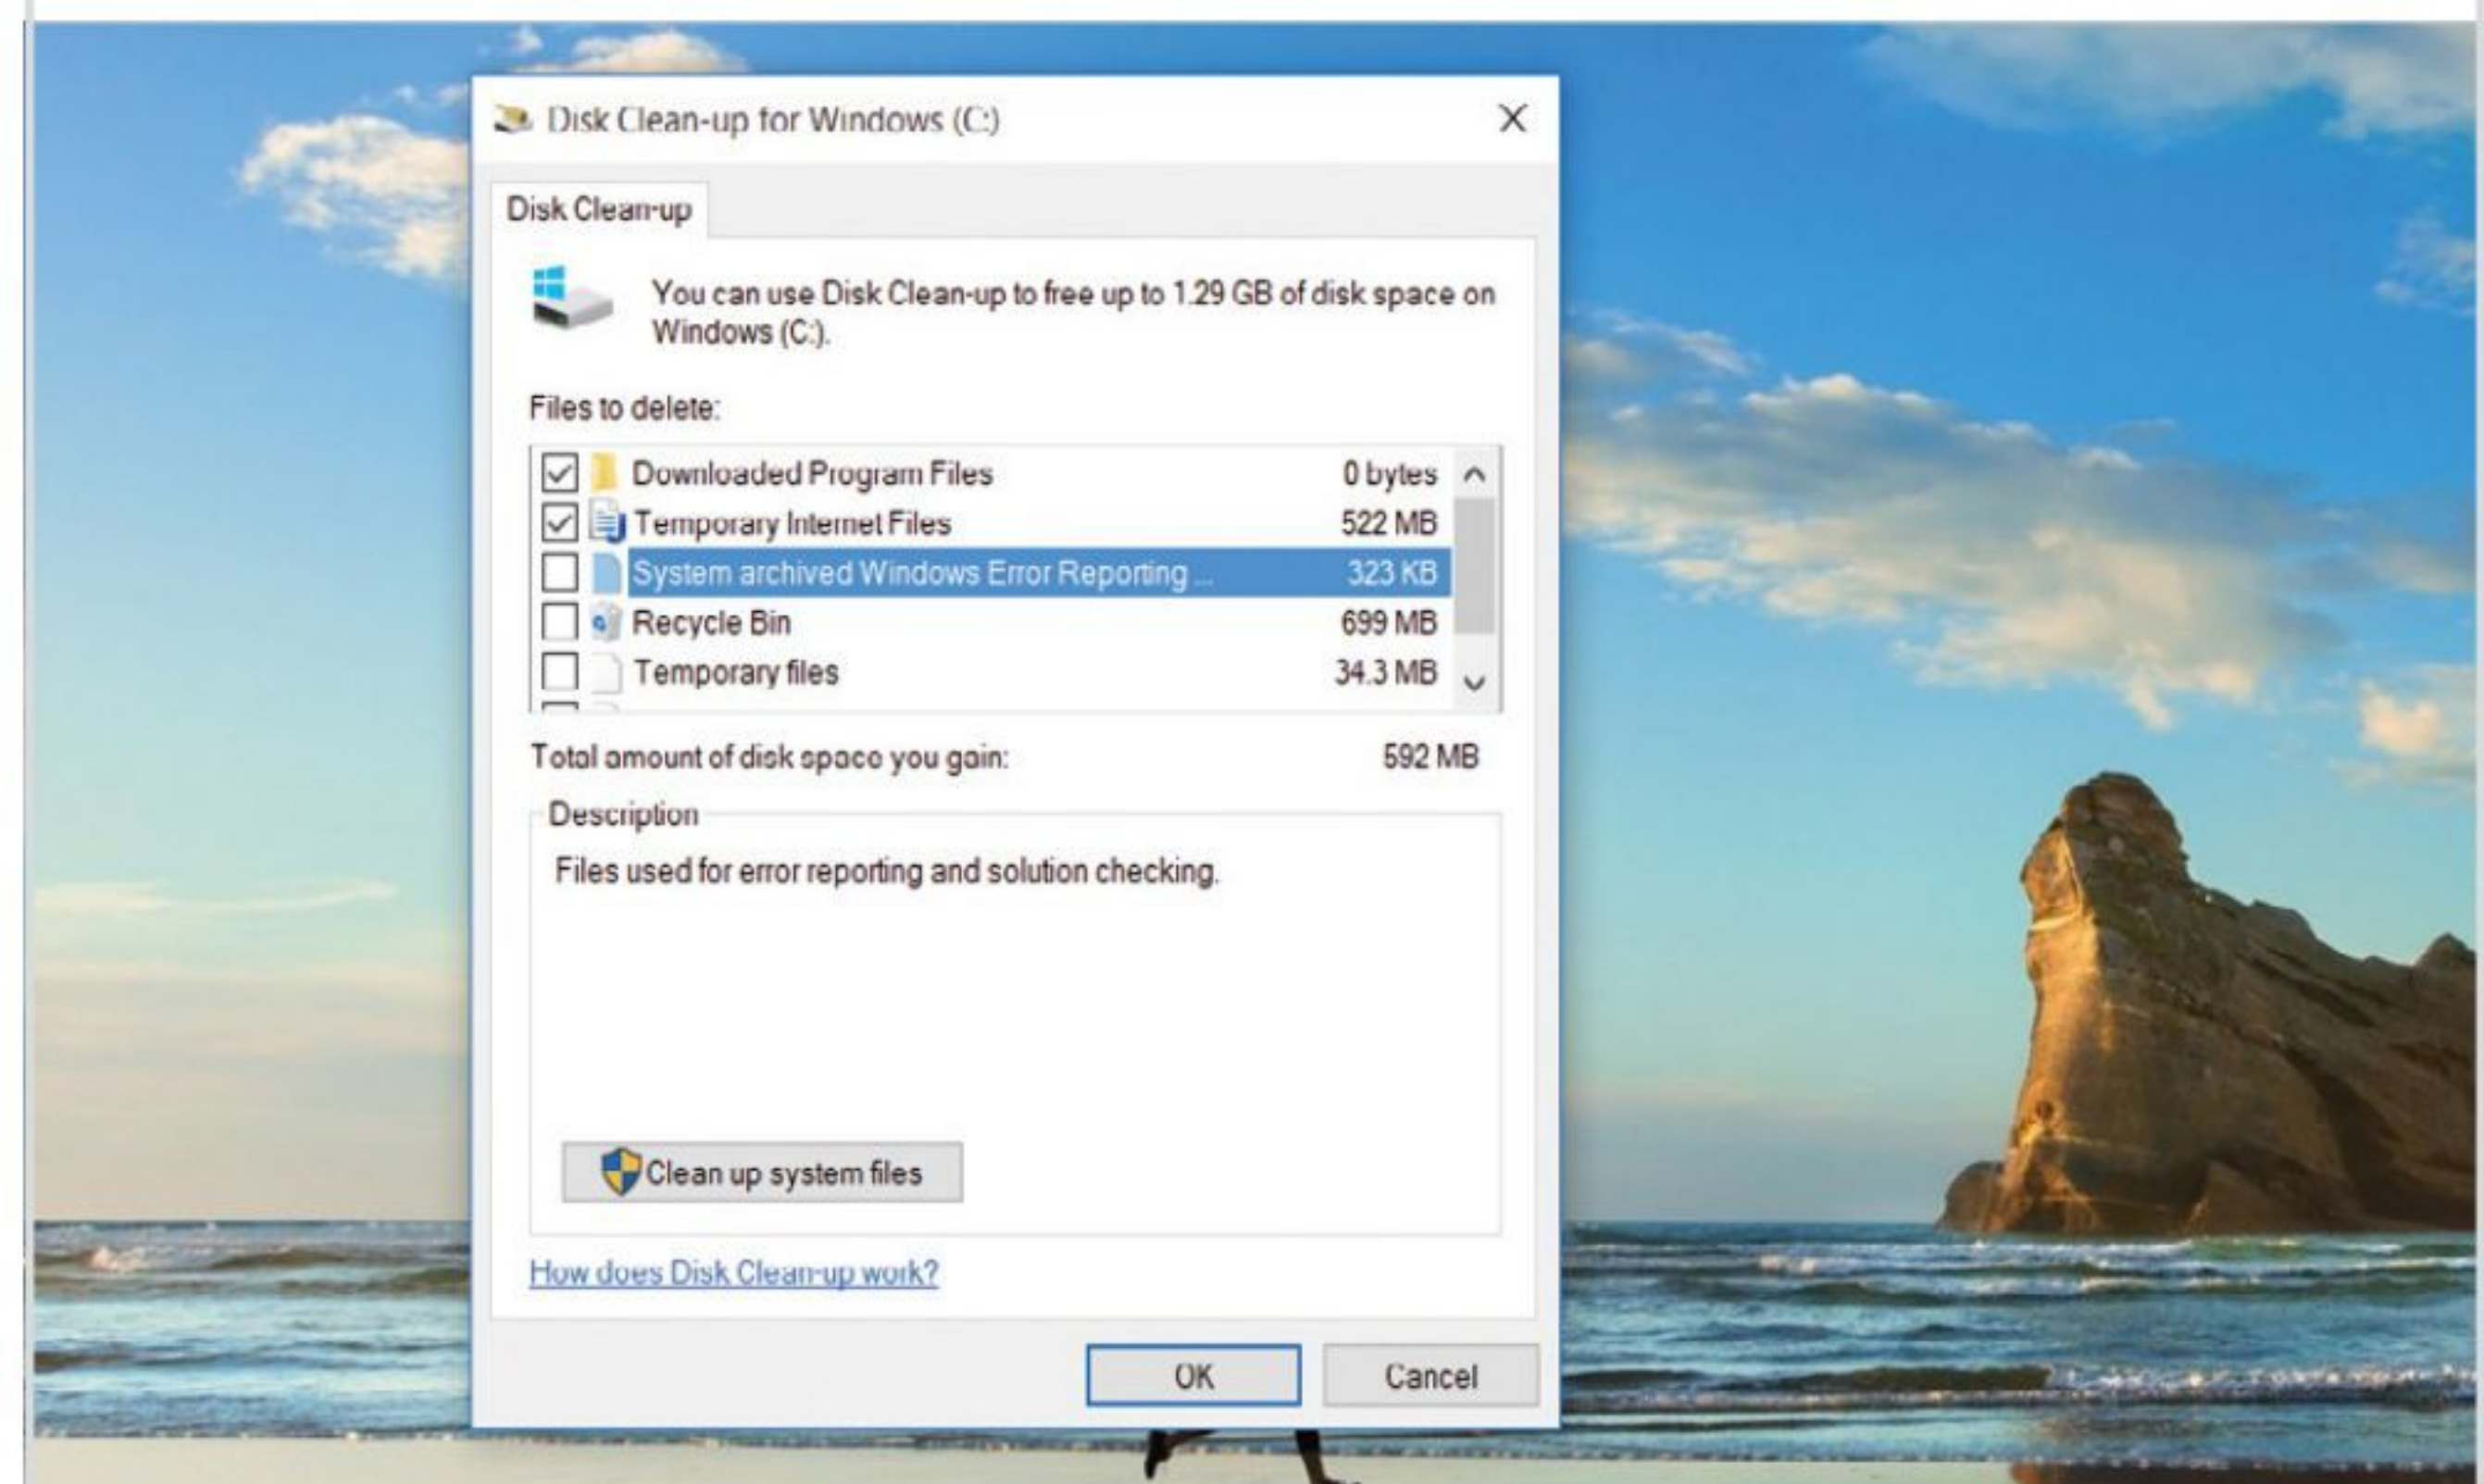 Disk Clean-up for Windows (C:)
Disk Clean-up
You can use Disk Clean-up to free up to 1.29 GB of disk space on
Windows (C:).
Files to delete:
Downloaded Program Files 0 bytes
Temporary Internet Files 522 MB
System archived Windows Error Reporting ... 323 KB
Recycle Bin 699 MB
Temporary files 34.3 MB
Total amount of disk space you gain: 592 MB
Description
Files used for error reporting and solution checking.
Clean up system files
How does Disk Clean-up work?
OK Cancel